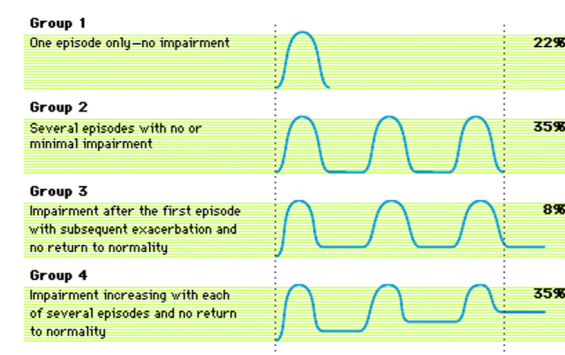 Group 1
One episode only—no impairment
22%
Group 2
Several episodes with no or
minimal impairment
35%
Group 3
Impairment after the first episode
with subsequent exacerbation and
no return to normality
8%
Group 4
Impairment increasing with each
of several episodes and no return
to normality
35%